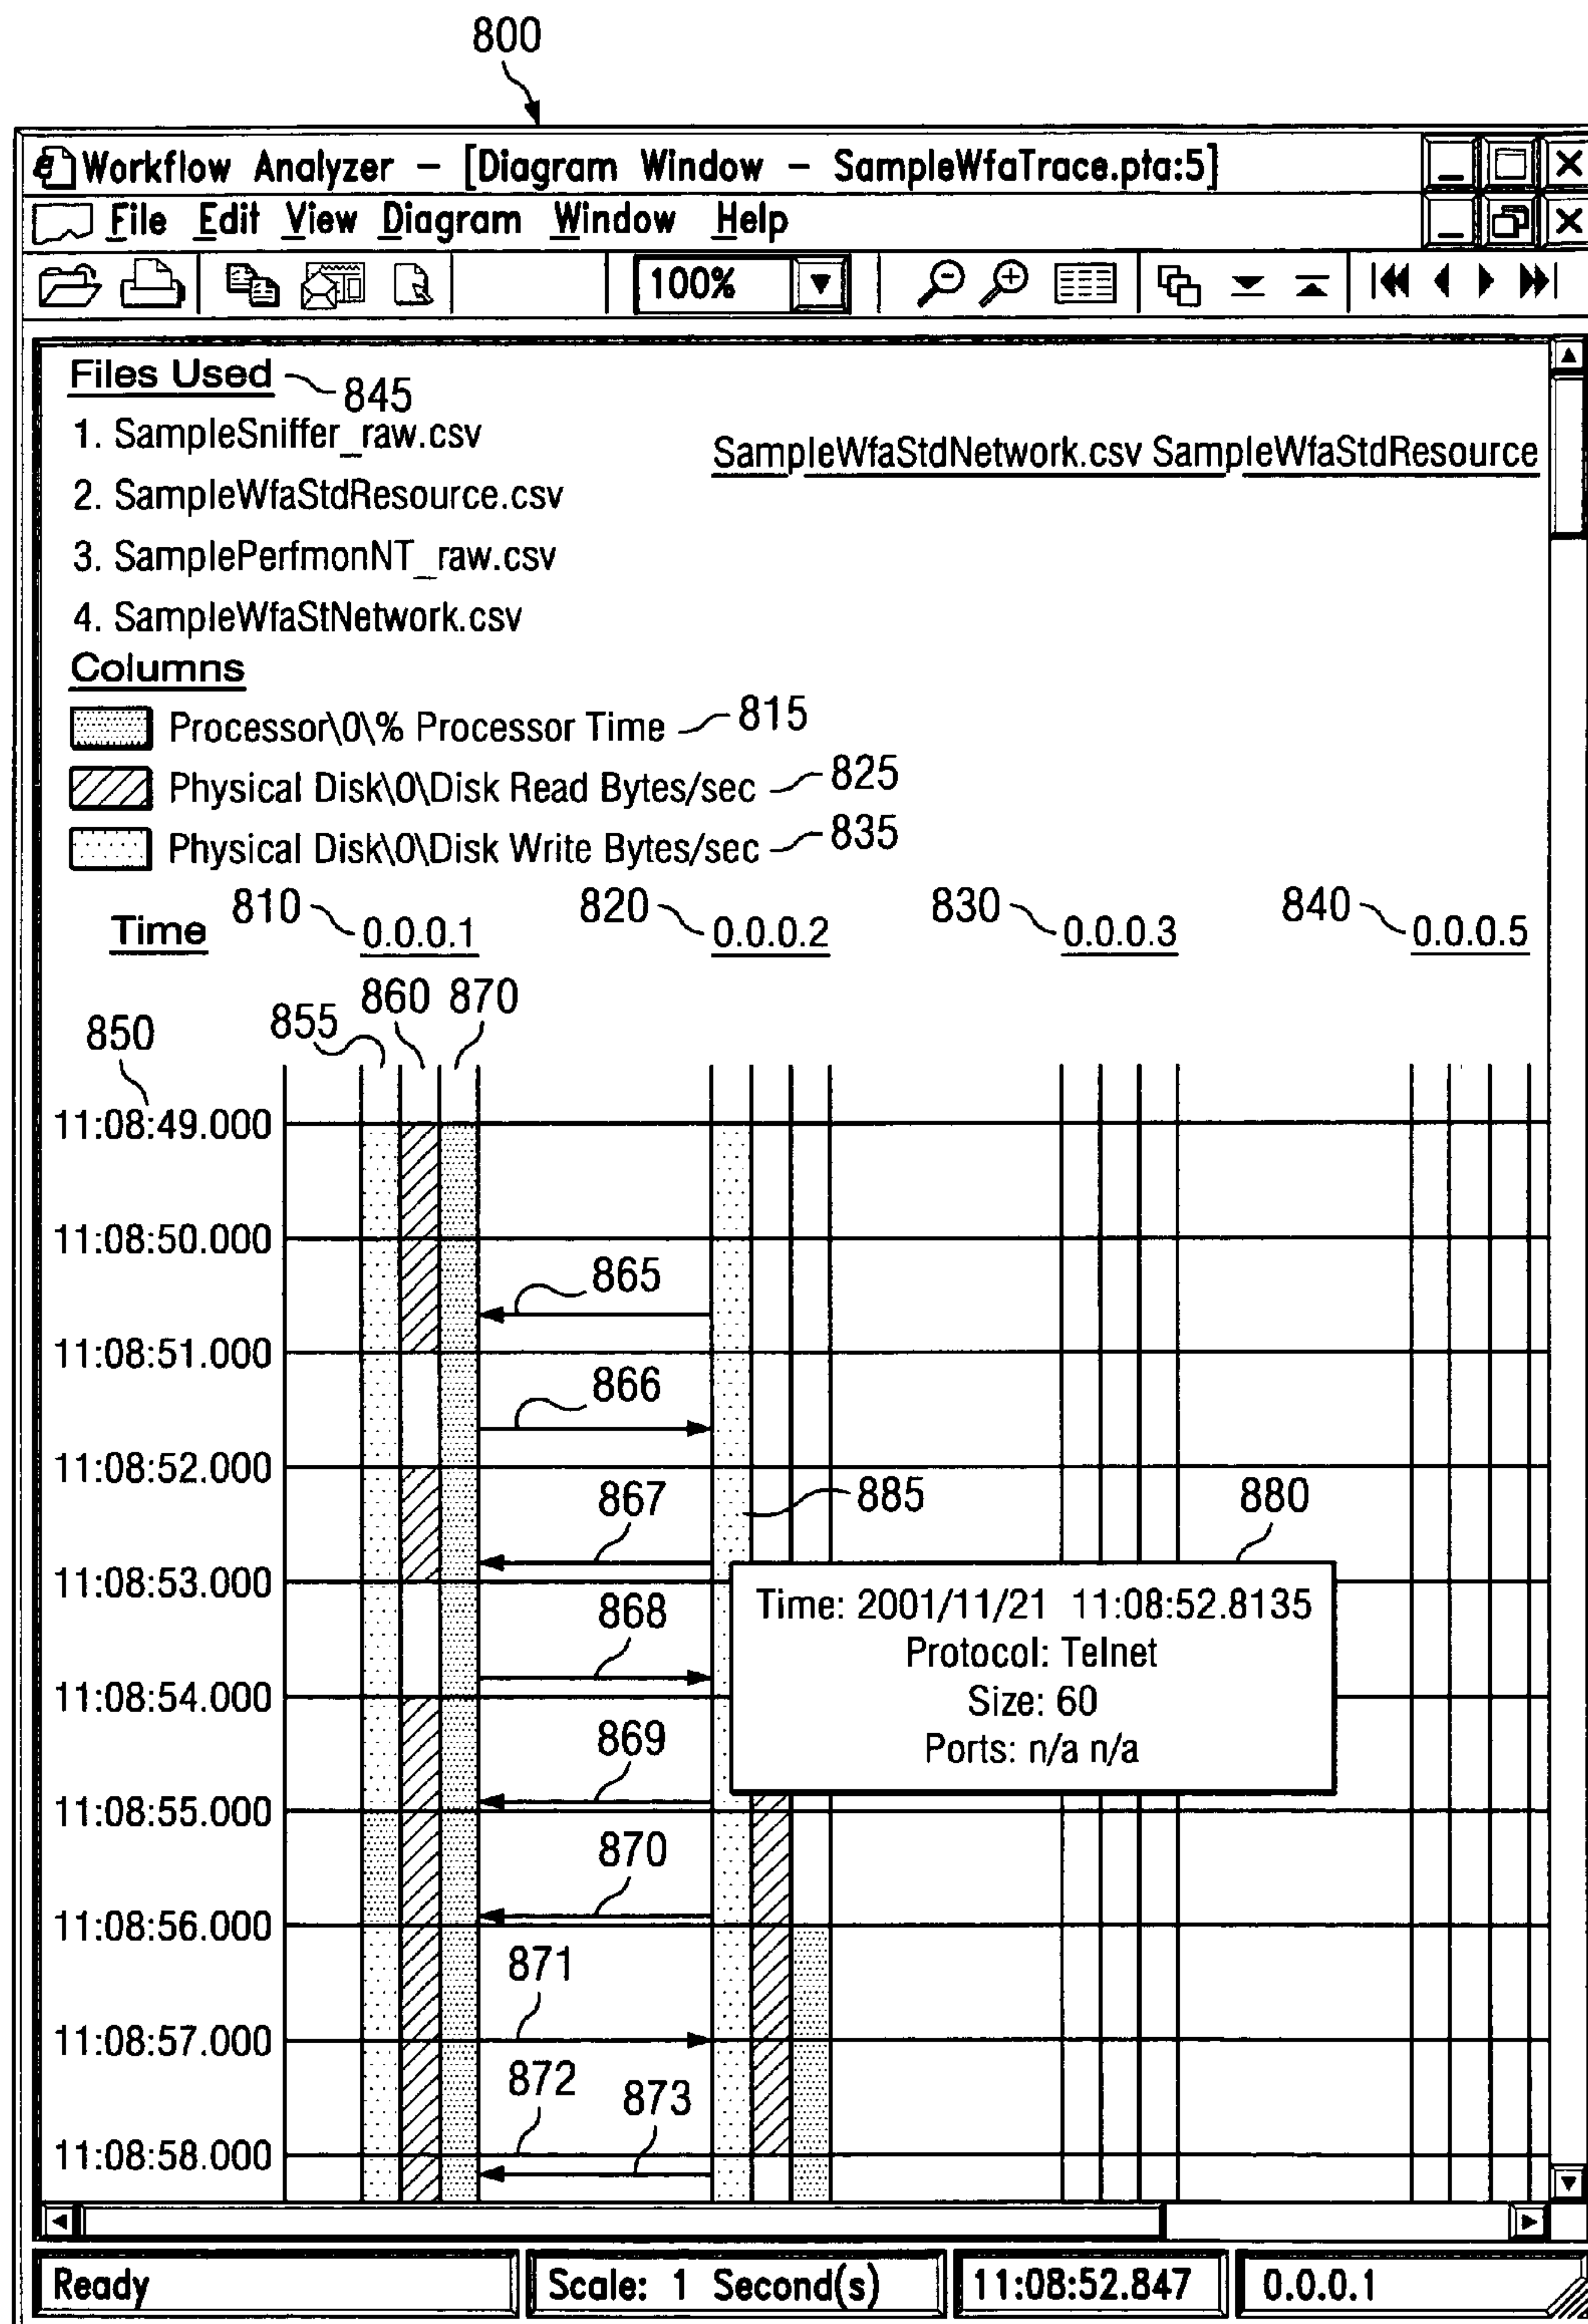 800
Workflow Analyzer – [Diagram Window – SampleWfaTrace.pta:5]
File Edit View Diagram Window Help
100%
Files Used 845
1. SampleSniffer_raw.csv
SampleWfaStdNetwork.csv SampleWfaStdResource
2. SampleWfaStdResource.csv
3. SamplePerfmonNT_raw.csv
4. SampleWfaStNetwork.csv
Columns
Processor\0\% Processor Time 815
Physical Disk\0\Disk Read Bytes/sec 825
Physical Disk\0\Disk Write Bytes/sec 835
Time 810 0.0.0.1 820 0.0.0.2 830 0.0.0.3 840 0.0.0.5
850 855 860 870
11:08:49.000
11:08:50.000
865
11:08:51.000
866
11:08:52.000
867 885 880
11:08:53.000
Time: 2001/11/21 11:08:52.8135
868
Protocol: Telnet
11:08:54.000
Size: 60
869
Ports: n/a n/a
11:08:55.000
870
11:08:56.000
871
11:08:57.000
872 873
11:08:58.000
Ready Scale: 1 Second(s) 11:08:52.847 0.0.0.1